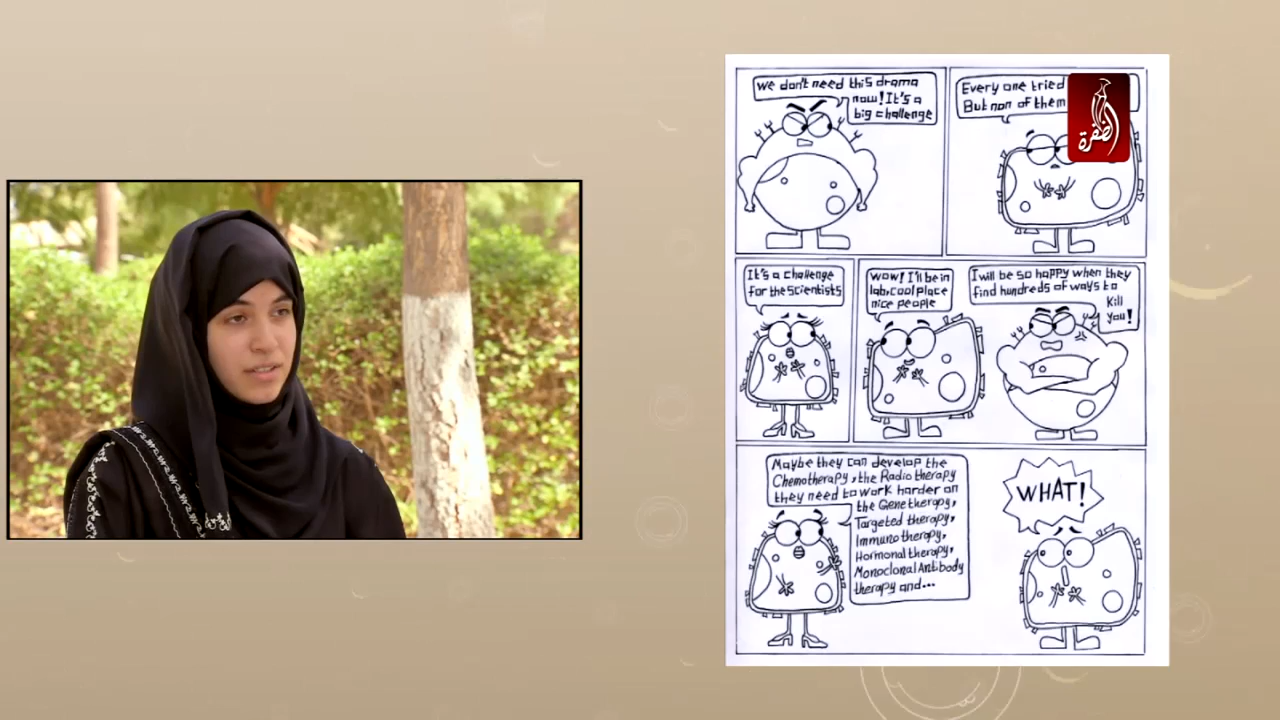 we don't need this drama
now! It's a
big challenge
Every one tried
But non of them
الظفرة
It's a challenge
for the scientists
wow! I'll be in
lab, cool place
nice people
I will be so happy when they
find hundreds of ways to
Kill
you!
Maybe they can develop the
Chemotherapy, the Radio therapy
they need to work harder on
the Gene therapy,
Targeted therapy,
Immuno therapy,
Hormonal therapy,
Monoclonal Antibody
therapy and...
WHAT!